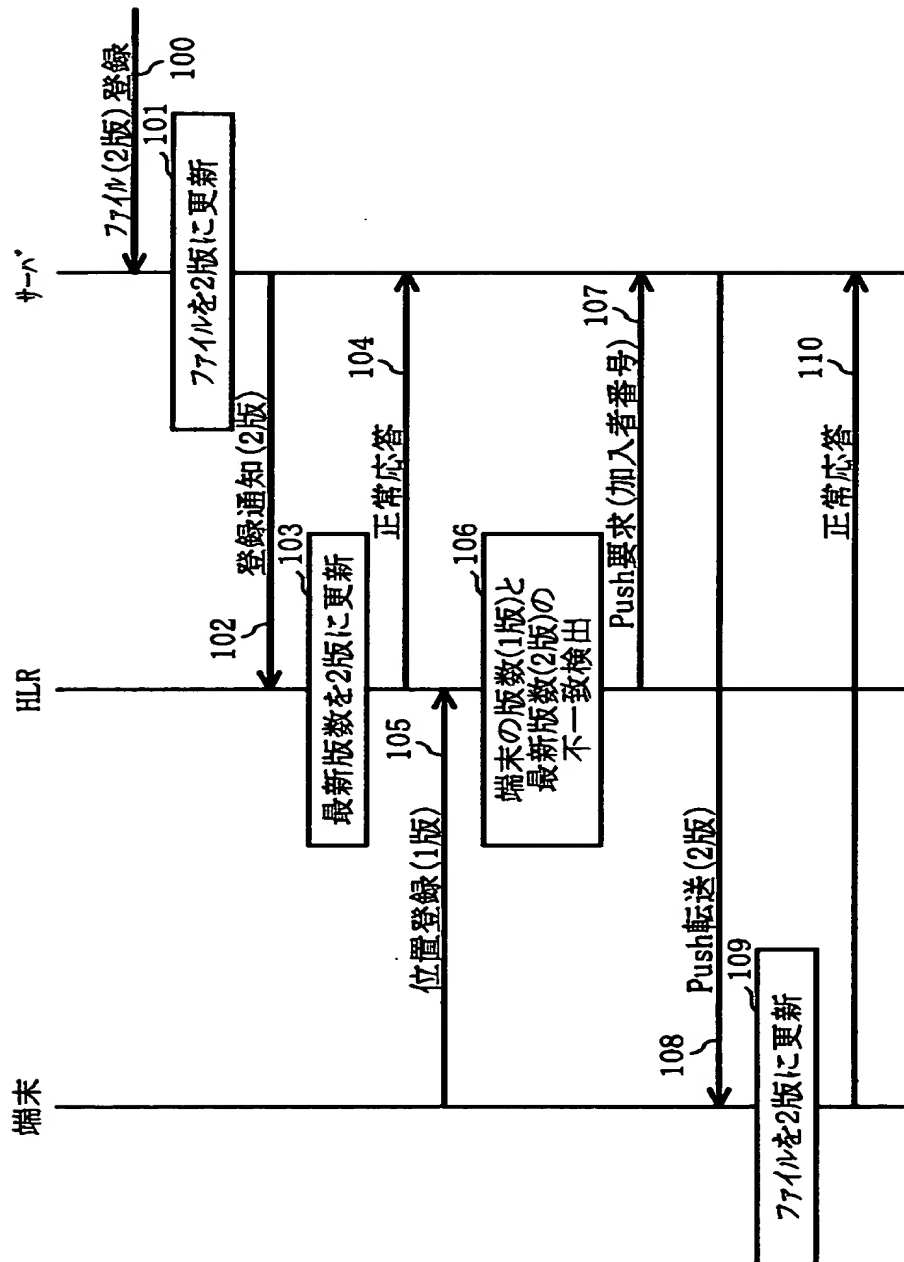 端末
HLR
サーバ
ファイル(2版)登録
100
101
ファイルを2版に更新
登録通知(2版)
102
103
最新版数を2版に更新
正常応答
104
位置登録(1版)
105
106
端末の版数(1版)と
最新版数(2版)の
不一致検出
Push要求(加入者番号)
107
Push転送(2版)
108
109
ファイルを2版に更新
正常応答
110